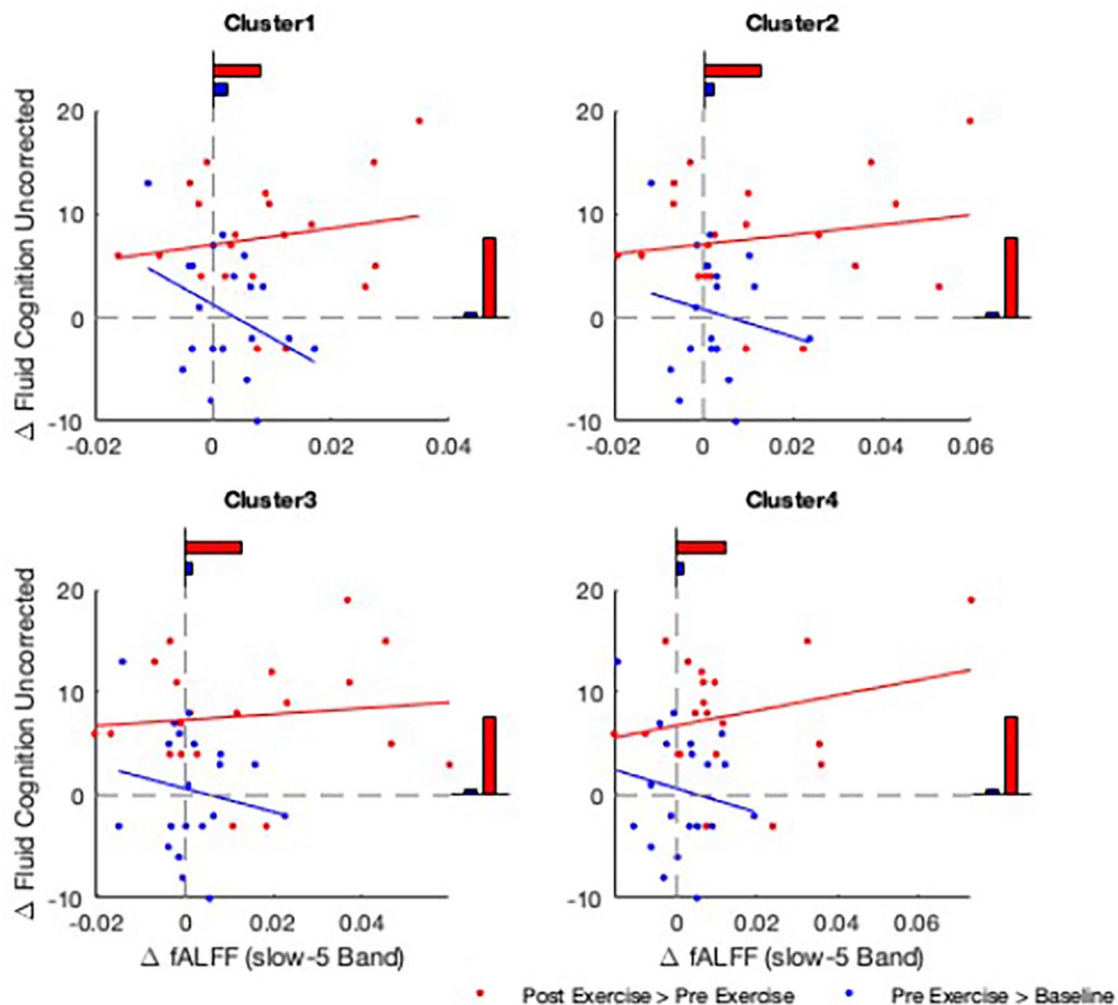 Cluster1
Cluster2
Δ Fluid Cognition Uncorrected
20
10
0
-10
-0.02 0 0.02 0.04
20
10
0
-10
-0.02 0 0.02 0.04 0.06
Cluster3
Cluster4
Δ Fluid Cognition Uncorrected
20
10
0
-10
-0.02 0 0.02 0.04
Δ fALFF (slow-5 Band)
20
10
0
-10
0 0.02 0.04 0.06
Δ fALFF (slow-5 Band)
Post Exercise > Pre Exercise Pre Exercise > Baseline